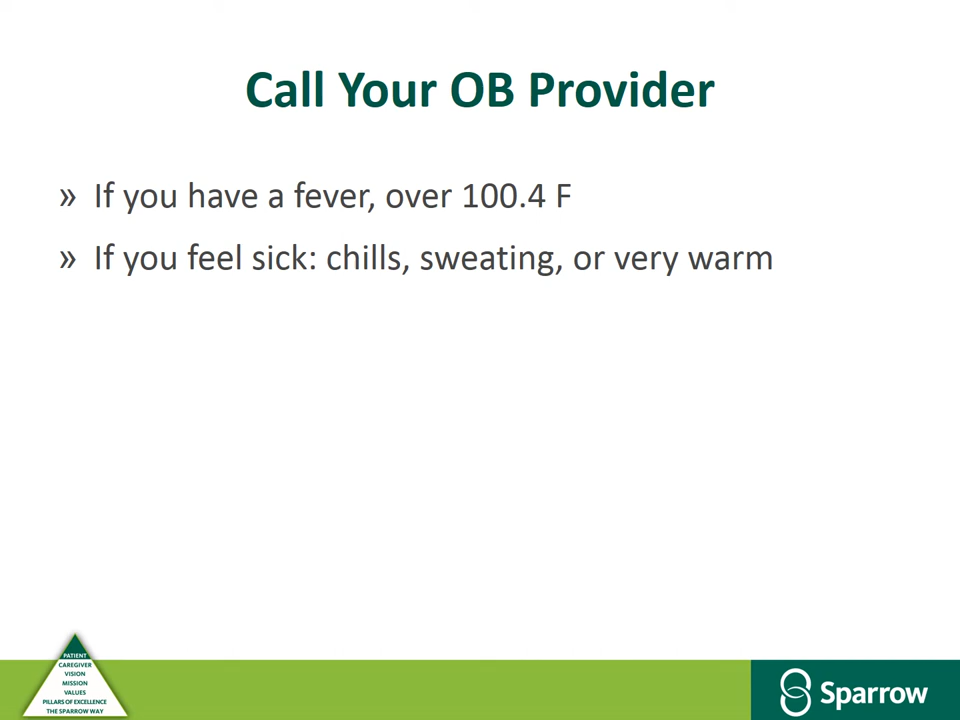 Call Your OB Provider
» If you have a fever, over 100.4 F
» If you feel sick: chills, sweating, or very warm
PATIENT
CAREGIVER
VISION
MISSION
VALUES
PILLARS OF EXCELLENCE
THE SPARROW WAY
Sparrow